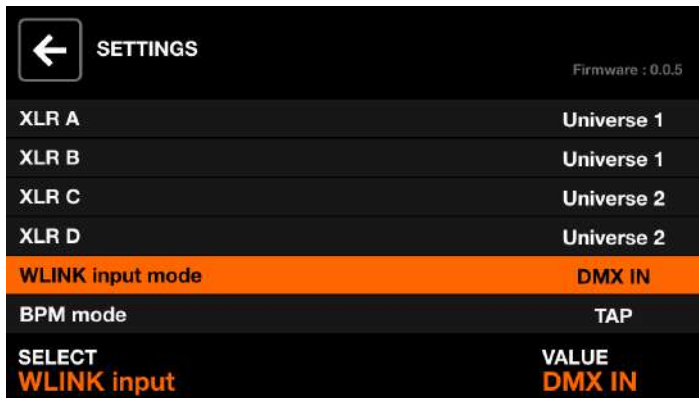 SETTINGS
Firmware : 0.0.5
XLR A Universe 1
XLR B Universe 1
XLR C Universe 2
XLR D Universe 2
WLINK input mode DMX IN
BPM mode TAP
SELECT VALUE
WLINK input DMX IN